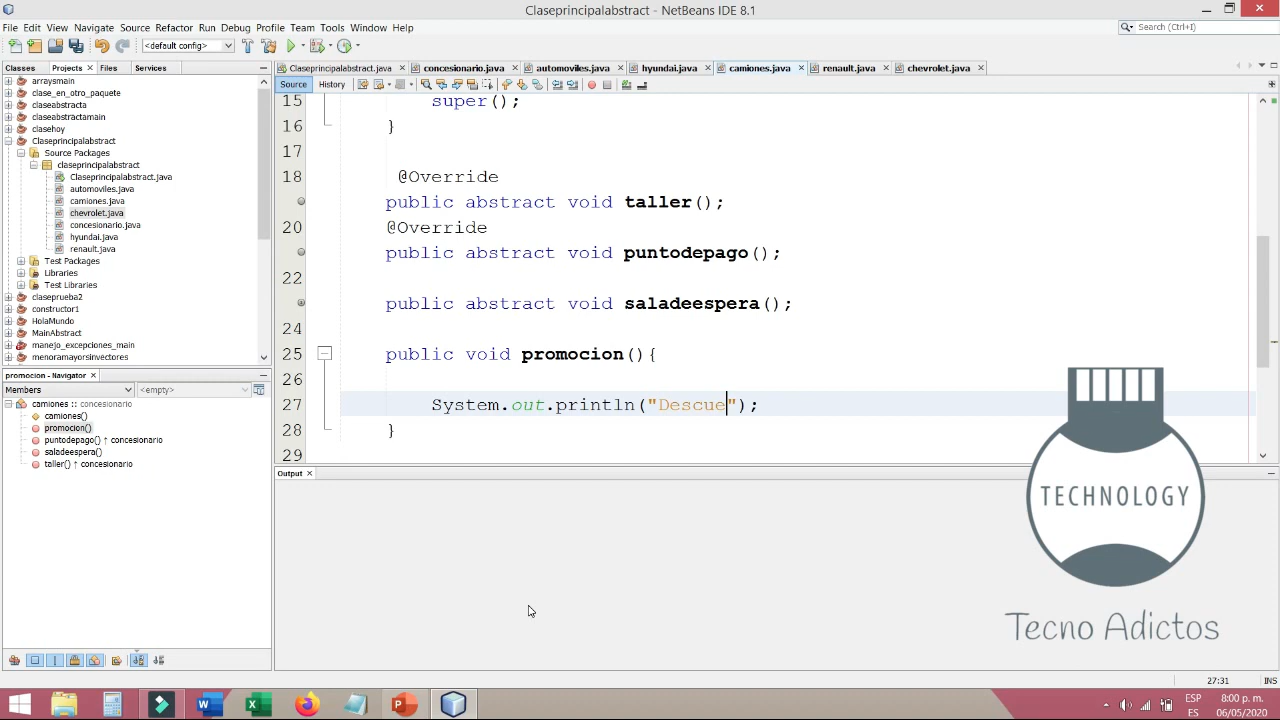 Claseprincipalabstract - NetBeans IDE 8.1
File Edit View Navigate Source Refactor Run Debug Profile Team Tools Window Help
Search (Ctrl+I)
<default config>
Classes Projects Files Services
arraysmain
clase_en_otro_paquete
claseabstracta
claseabstractamain
clasehoy
Claseprincipalabstract
Source Packages
claseprincipalabstract
Claseprincipalabstract.java
automoviles.java
camiones.java
chevrolet.java
concesionario.java
hyundai.java
renault.java
Test Packages
Libraries
Test Libraries
claseprueba2
constructor1
HolaMundo
MainAbstract
manejo_excepciones_main
menoramayorsinvectores
promocion - Navigator
Members <empty>
camiones :: concesionario
camiones()
promocion()
puntodepago() ↑ concesionario
saladeespera()
taller() ↑ concesionario
Claseprincipalabstract.java concesionario.java automoviles.java hyundai.java camiones.java renault.java chevrolet.java
Source History
15 super();
16 }
17
18 @Override
public abstract void taller();
20 @Override
public abstract void puntodepago();
22
public abstract void saladeespera();
24
25 public void promocion(){
26
27 System.out.println("Descue");
28 }
29
Output
TECHNOLOGY
Tecno Adictos
27:31 INS
ESP 8:00 p. m.
ES 06/05/2020